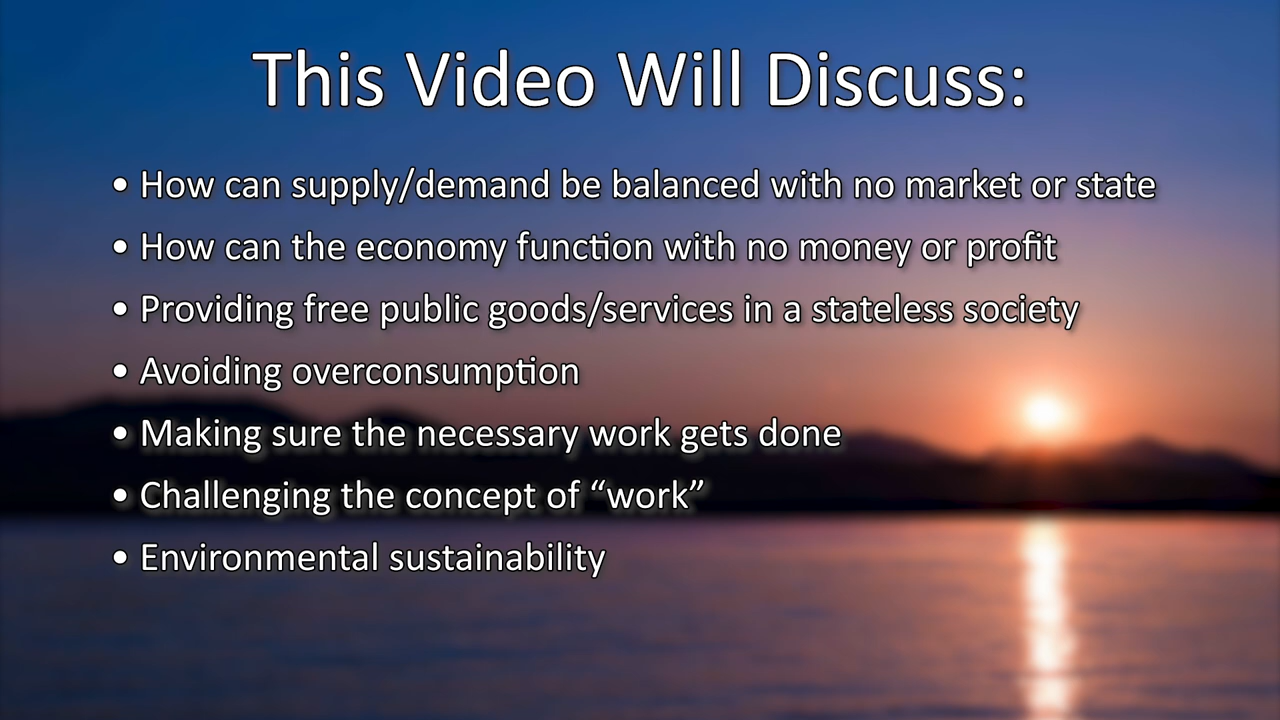 This Video Will Discuss:
• How can supply/demand be balanced with no market or state
• How can the economy function with no money or profit
• Providing free public goods/services in a stateless society
• Avoiding overconsumption
• Making sure the necessary work gets done
• Challenging the concept of “work”
• Environmental sustainability